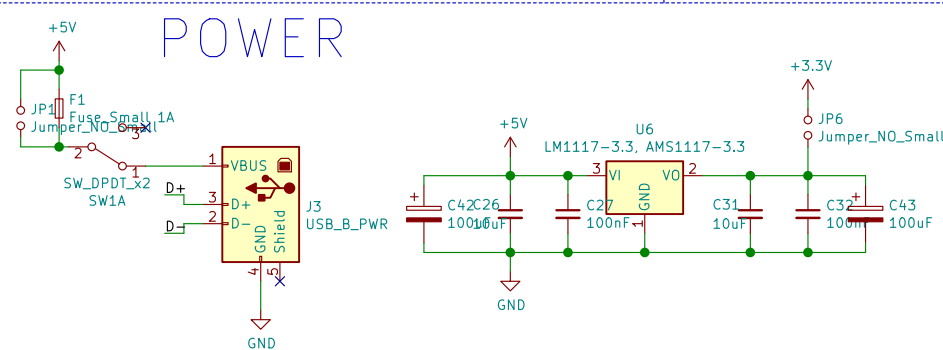 POWER
+5V
F1
Fuse_Small 1A
JP1
Jumper_NO_Small
3
2
1
SW_DPDT_x2
SW1A
D+
D-
1
VBUS
3
D+
2
D-
GND
Shield
4
5
J3
USB_B_PWR
GND
+5V
U6
LM1117-3.3, AMS1117-3.3
3
VI
VO
2
GND
1
+
C42
100uF
C26
10uF
C27
100nF
C31
10uF
C32
100nF
+
C43
100uF
GND
+3.3V
JP6
Jumper_NO_Small